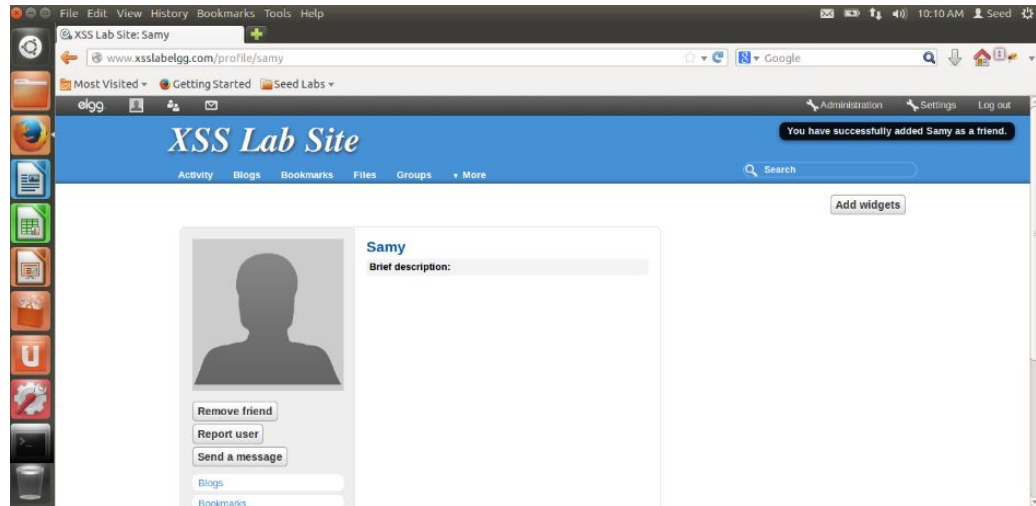 File Edit View History Bookmarks Tools Help 10:10 AM Seed
XSS Lab Site: Samy
www.xsslabelgg.com/profile/samy Google
Most Visited Getting Started Seed Labs
elgg Administration Settings Log out
XSS Lab Site You have successfully added Samy as a friend.
Activity Blogs Bookmarks Files Groups More Search
Add widgets
Samy
Brief description:
Remove friend
Report user
Send a message
Blogs
Bookmarks